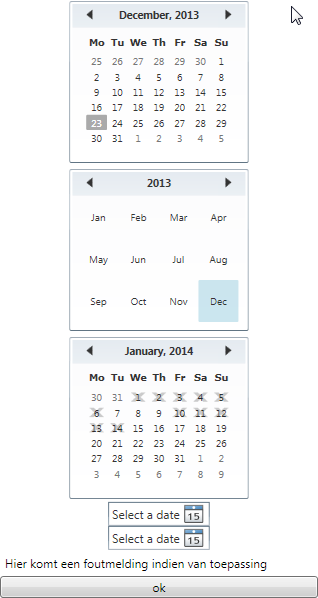 December, 2013
Mo Tu We Th Fr Sa Su
25 26 27 28 29 30 1
2 3 4 5 6 7 8
9 10 11 12 13 14 15
16 17 18 19 20 21 22
23 24 25 26 27 28 29
30 31 1 2 3 4 5
2013
Jan Feb Mar Apr
May Jun Jul Aug
Sep Oct Nov Dec
January, 2014
Mo Tu We Th Fr Sa Su
30 31 1 2 3 4 5
6 7 8 9 10 11 12
13 14 15 16 17 18 19
20 21 22 23 24 25 26
27 28 29 30 31 1 2
3 4 5 6 7 8 9
Select a date 15
Select a date 15
Hier komt een foutmelding indien van toepassing
ok